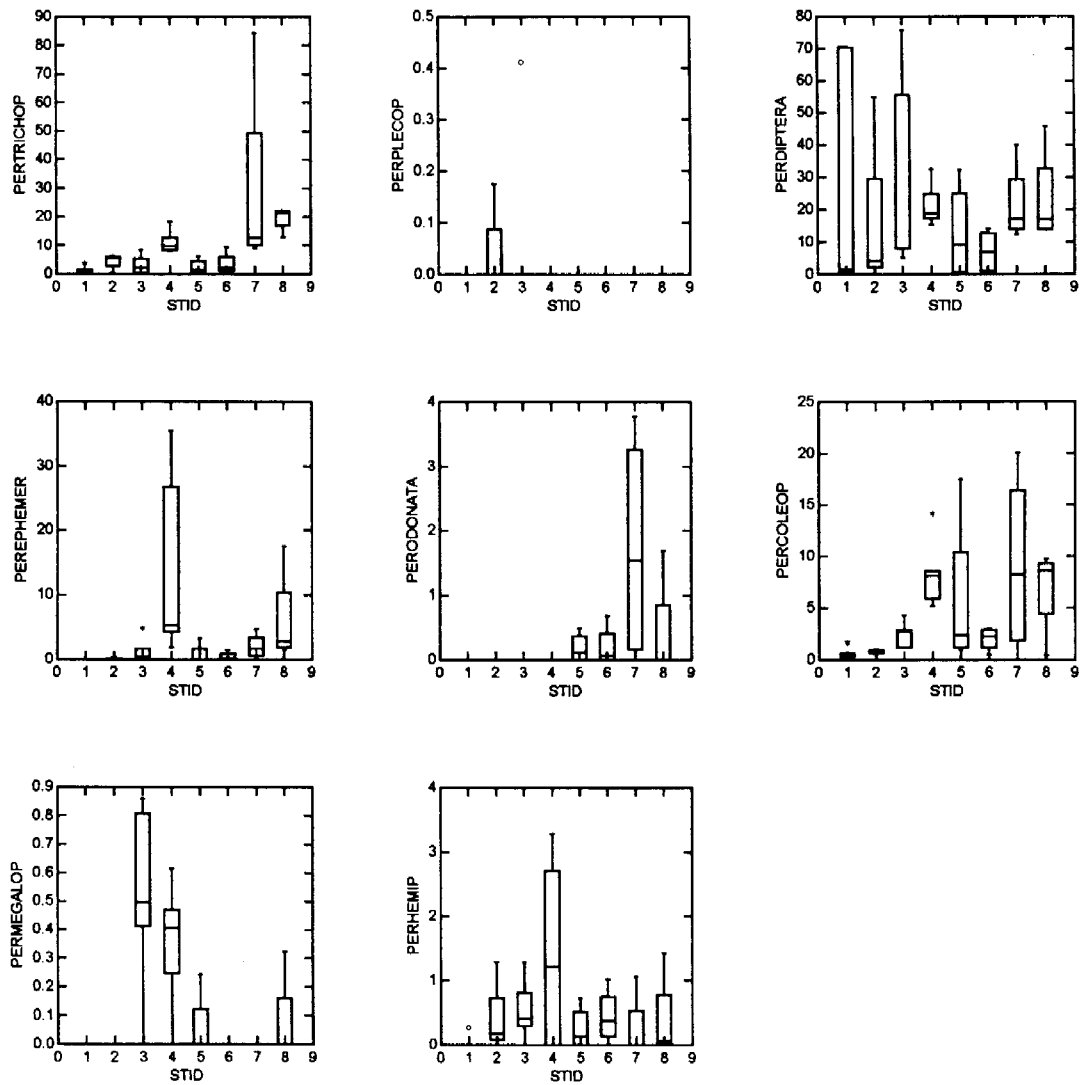 PERTRICHOP
90
80
70
60
50
40
30
20
10
0
0 1 2 3 4 5 6 7 8 9
STID
PERPLECOP
0.5
0.4
0.3
0.2
0.1
0.0
0 1 2 3 4 5 6 7 8 9
STID
PERDIPTERA
80
70
60
50
40
30
20
10
0
0 1 2 3 4 5 6 7 8 9
STID
PEREPHEMER
40
30
20
10
0
0 1 2 3 4 5 6 7 8 9
STID
PERODONATA
4
3
2
1
0
0 1 2 3 4 5 6 7 8 9
STID
PERCOLEOP
25
20
15
10
5
0
0 1 2 3 4 5 6 7 8 9
STID
PERMEGALOP
0.9
0.8
0.7
0.6
0.5
0.4
0.3
0.2
0.1
0.0
0 1 2 3 4 5 6 7 8 9
STID
PERHEMIP
4
3
2
1
0
0 1 2 3 4 5 6 7 8 9
STID